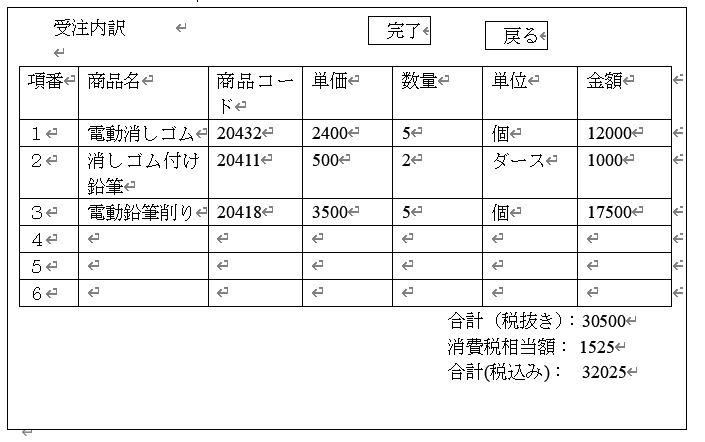 受注内訳 完了 戻る
項番 商品名 商品コード 単価 数量 単位 金額
1 電動消しゴム 20432 2400 5 個 12000
2 消しゴム付け鉛筆 20411 500 2 ダース 1000
3 電動鉛筆削り 20418 3500 5 個 17500
4
5
6
合計（税抜き）：30500
消費税相当額： 1525
合計(税込み)： 32025